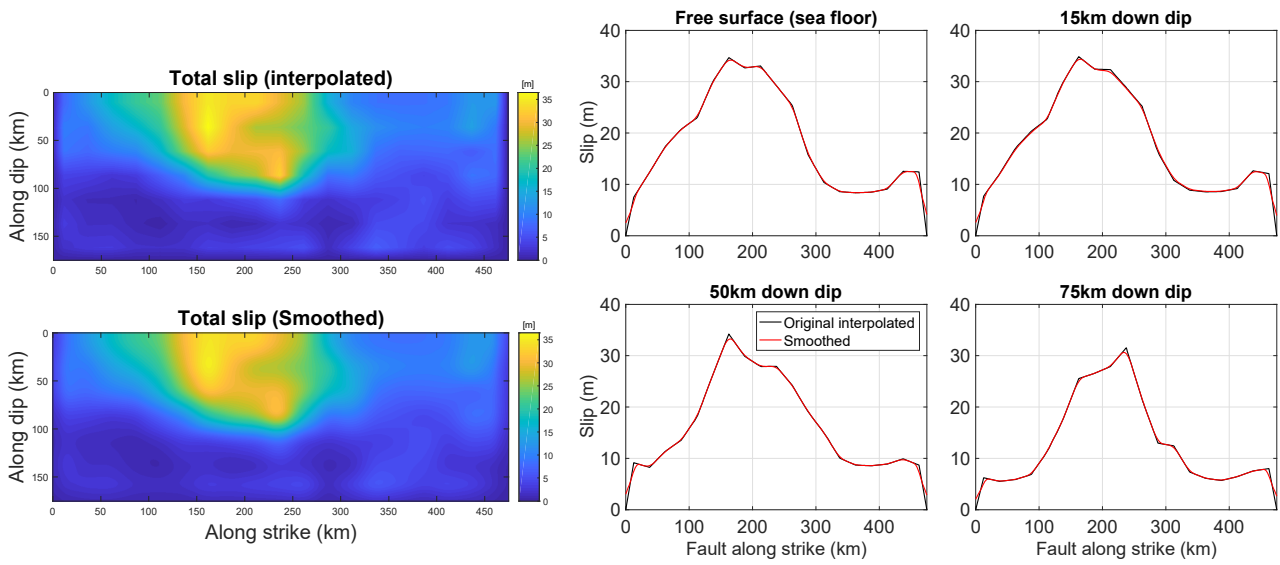 Total slip (interpolated)
[m]
Along dip (km)
0
50
100
150
0 50 100 150 200 250 300 350 400 450
35
30
25
20
15
10
5
0
Total slip (Smoothed)
[m]
Along dip (km)
0
50
100
150
0 50 100 150 200 250 300 350 400 450
35
30
25
20
15
10
5
0
Along strike (km)
Free surface (sea floor)
Slip (m)
40
30
20
10
0
0 100 200 300 400
15km down dip
40
30
20
10
0
0 100 200 300 400
50km down dip
Original interpolated
Smoothed
Slip (m)
40
30
20
10
0
0 100 200 300 400
Fault along strike (km)
75km down dip
40
30
20
10
0
0 100 200 300 400
Fault along strike (km)